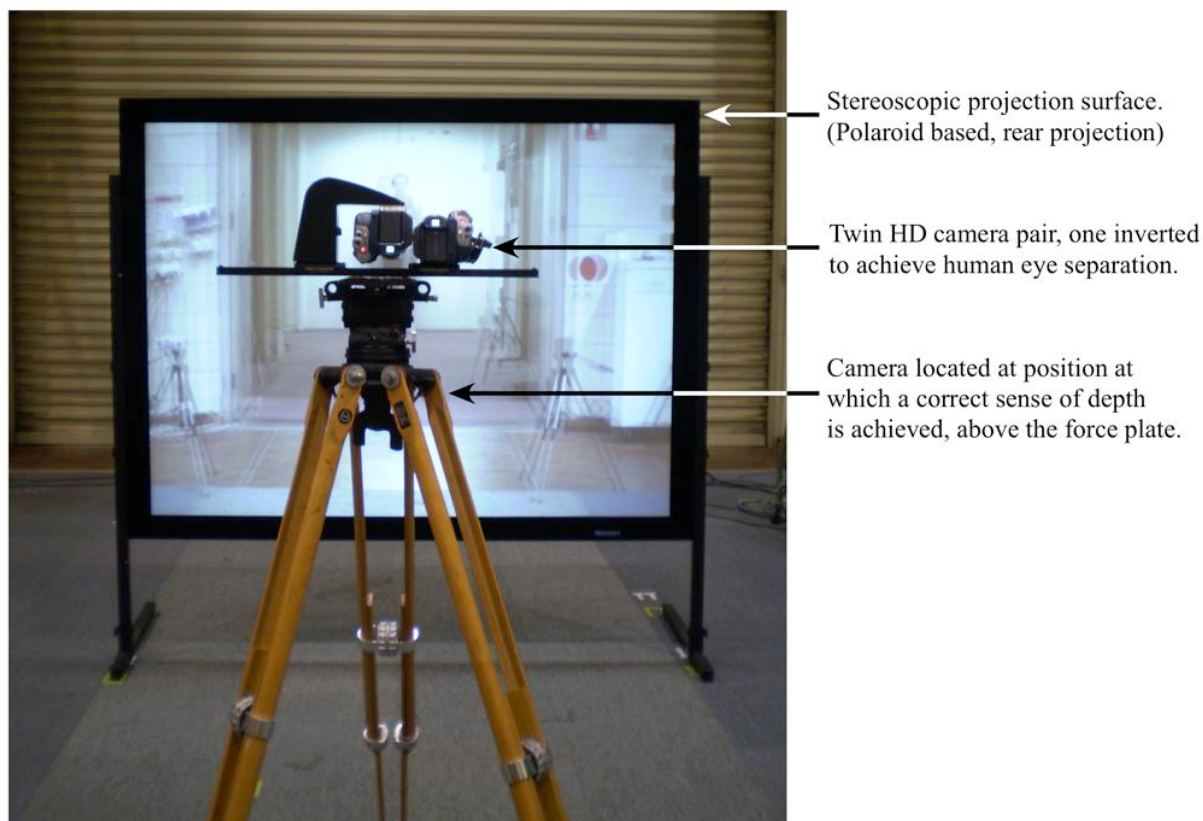 Stereoscopic projection surface.
(Polaroid based, rear projection)
Twin HD camera pair, one inverted
to achieve human eye separation.
Camera located at position at
which a correct sense of depth
is achieved, above the force plate.